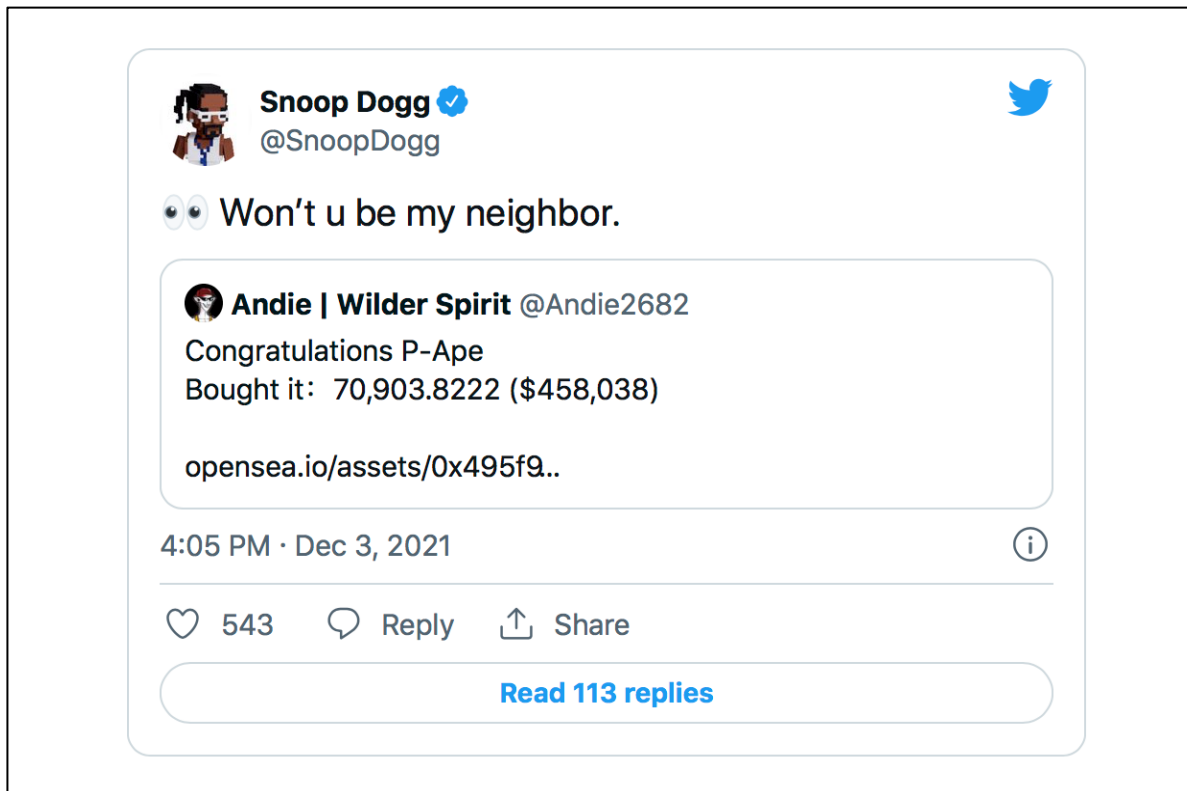 Snoop Dogg
@SnoopDogg
👀 Won’t u be my neighbor.
Andie | Wilder Spirit @Andie2682
Congratulations P-Ape
Bought it: 70,903.8222 ($458,038)
opensea.io/assets/0x495f9...
4:05 PM · Dec 3, 2021
543 Reply Share
Read 113 replies